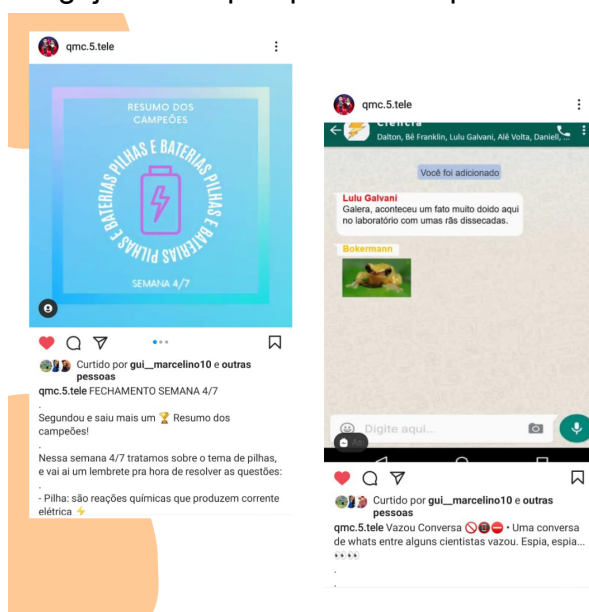 qmc.5.tele
RESUMO DOS
CAMPEÕES
PILHAS E BATERIAS PILHAS E BATERIAS PILHAS E BATERIAS
SEMANA 4/7
Curtido por gui__marcelino10 e outras
pessoas
qmc.5.tele FECHAMENTO SEMANA 4/7
.
Segundou e saiu mais um 🏆 Resumo dos
campeões!
.
Nessa semana 4/7 tratamos sobre o tema de pilhas,
e vai ai um lembrete pra hora de resolver as questões:
.
- Pilha: são reações químicas que produzem corrente
elétrica ⚡
qmc.5.tele
Ciência
Dalton, Bê Franklin, Lulu Galvani, Alê Volta, Daniell, ...
Você foi adicionado
Lulu Galvani
Galera, aconteceu um fato muito doido aqui
no laboratório com umas rãs dissecadas.
Bokermann
Digite aqui...
Curtido por gui__marcelino10 e outras
pessoas
qmc.5.tele Vazou Conversa 🚫📵⛔ • Uma conversa
de whats entre alguns cientistas vazou. Espia, espia...
👀👀
.
.